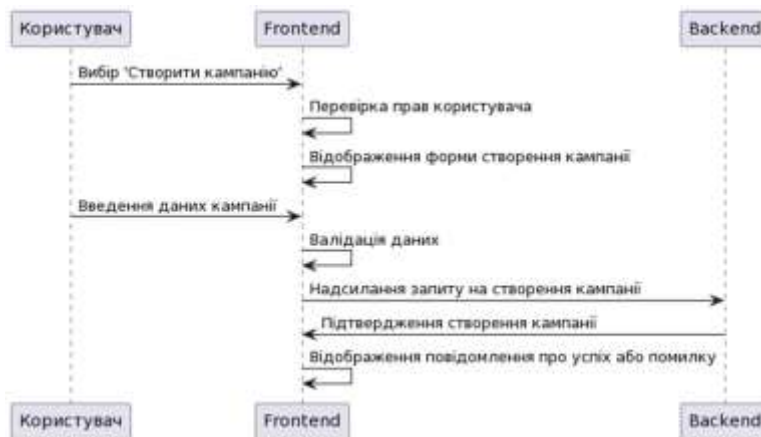 Користувач
Frontend
Backend
Вибір 'Створити кампанію'
Перевірка прав користувача
Відображення форми створення кампанії
Введення даних кампанії
Валідація даних
Надсилання запиту на створення кампанії
Підтвердження створення кампанії
Відображення повідомлення про успіх або помилку
Користувач
Frontend
Backend